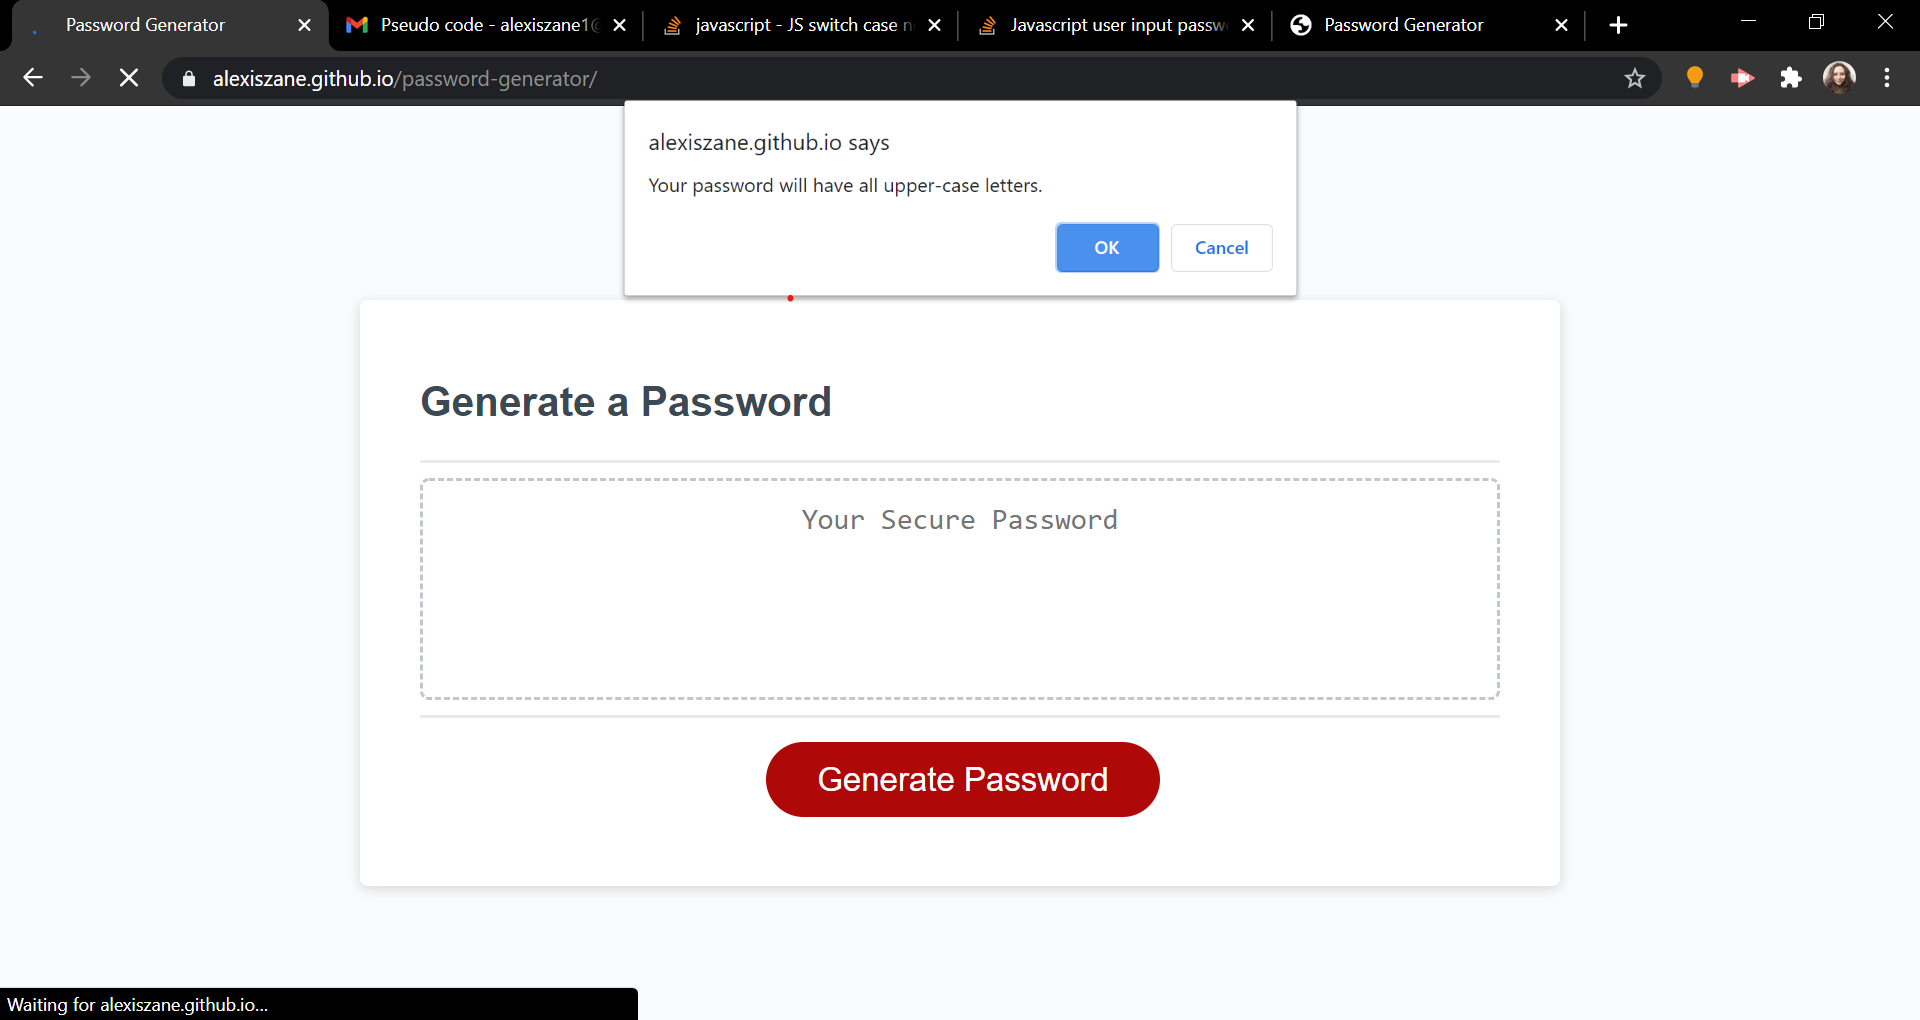 Password Generator
Pseudo code - alexiszane1@
javascript - JS switch case n
Javascript user input passw
Password Generator
alexiszane.github.io/password-generator/
alexiszane.github.io says
Your password will have all upper-case letters.
OK
Cancel
Generate a Password
Your Secure Password
Generate Password
Waiting for alexiszane.github.io...